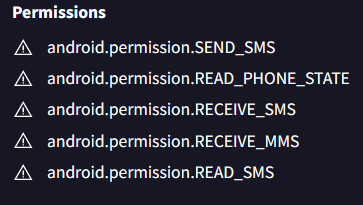 Permissions
android.permission.SEND_SMS
android.permission.READ_PHONE_STATE
android.permission.RECEIVE_SMS
android.permission.RECEIVE_MMS
android.permission.READ_SMS